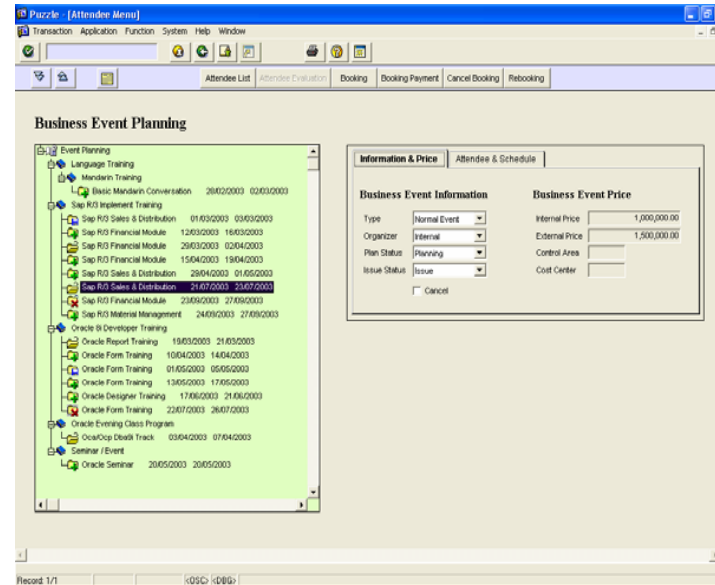 Puzzle - [Attendee Menu]
Transaction Application Function System Help Window
Attendee List Attendee Evaluation Booking Booking Payment Cancel Booking Rebooking
Business Event Planning
Event Planning
Language Training
Mandarin Training
Basic Mandarin Conversation 28/02/2003 02/03/2003
Sap R/3 Implement Training
Sap R/3 Sales & Distribution 01/03/2003 03/03/2003
Sap R/3 Financial Module 12/03/2003 16/03/2003
Sap R/3 Financial Module 29/03/2003 02/04/2003
Sap R/3 Financial Module 15/04/2003 19/04/2003
Sap R/3 Sales & Distribution 29/04/2003 01/05/2003
Sap R/3 Sales & Distribution 21/07/2003 23/07/2003
Sap R/3 Financial Module 23/09/2003 27/09/2003
Sap R/3 Material Management 24/09/2003 27/09/2003
Oracle 8i Developer Training
Oracle Report Training 19/03/2003 21/03/2003
Oracle Form Training 10/04/2003 14/04/2003
Oracle Form Training 01/05/2003 05/05/2003
Oracle Form Training 13/05/2003 17/05/2003
Oracle Designer Training 17/06/2003 21/06/2003
Oracle Form Training 22/07/2003 26/07/2003
Oracle Evening Class Program
Oca/Ocp Dba9i Track 03/04/2003 07/04/2003
Seminar / Event
Oracle Seminar 20/05/2003 20/05/2003
Information & Price Attendee & Schedule
Business Event Information Business Event Price
Type Normal Event Internal Price 1,000,000.00
Organizer Internal External Price 1,500,000.00
Plan Status Planning Control Area
Issue Status Issue Cost Center
Cancel
Record: 1/1 <OSC> <DBG>